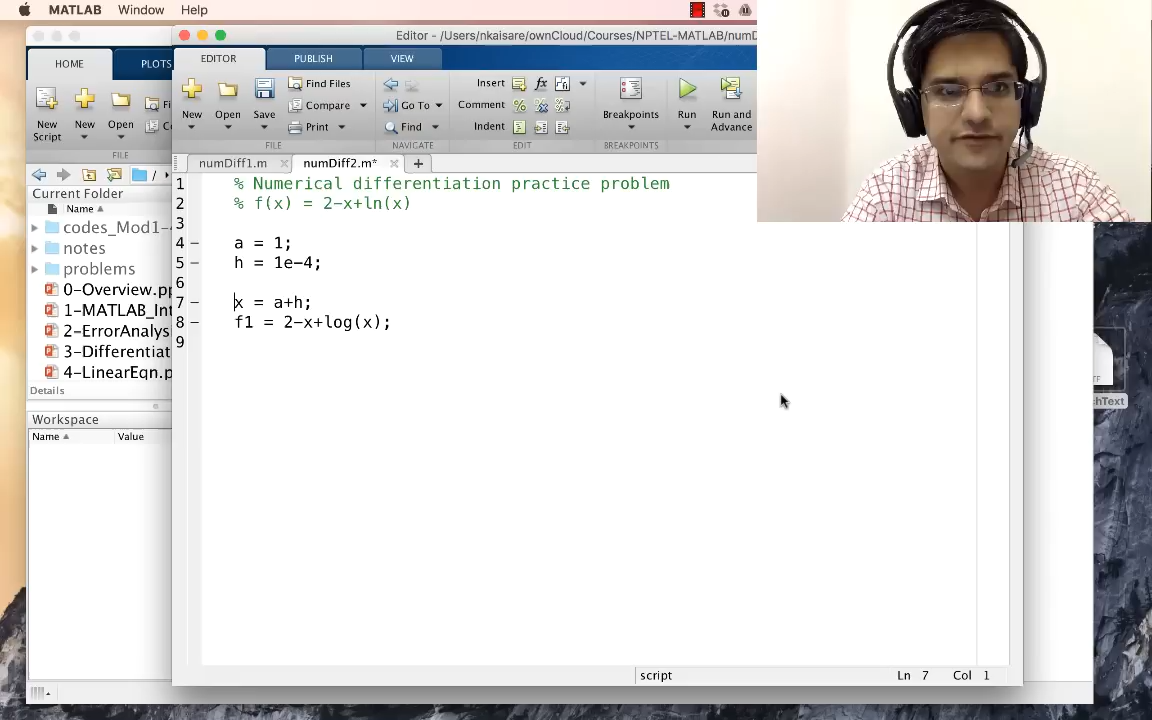 MATLAB Window Help
Editor - /Users/nkaisare/ownCloud/Courses/NPTEL-MATLAB/numD
HOME PLOTS
EDITOR PUBLISH VIEW
New Script
New
Open
FILE
New
Open
Save
Find Files
Compare
Print
FILE
Go To
Find
NAVIGATE
Insert
Comment
Indent
EDIT
Breakpoints
BREAKPOINTS
Run
Run and Advance
numDiff1.m numDiff2.m*
Current Folder
Name
codes_Mod1-
notes
problems
0-Overview.pp
1-MATLAB_Int
2-ErrorAnalys
3-Differentiat
4-LinearEqn.p
Details
Workspace
Name Value
1 % Numerical differentiation practice problem
2 % f(x) = 2-x+ln(x)
3
4 – a = 1;
5 – h = 1e-4;
6
7 – x = a+h;
8 – f1 = 2-x+log(x);
9
script Ln 7 Col 1